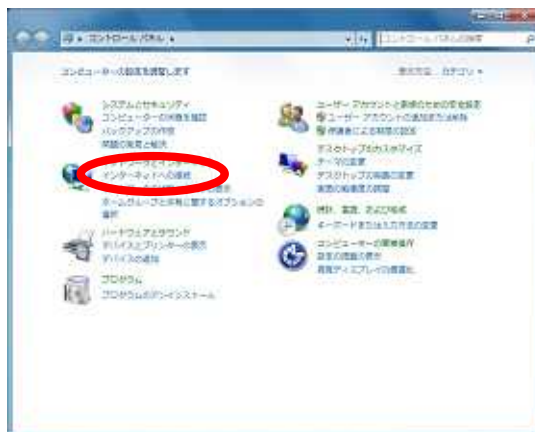 コントロール パネル
コントロール パネルの検索
コンピューターの設定を調整します
表示方法: カテゴリ
システムとセキュリティ
コンピューターの状態を確認
バックアップの作成
問題の発見と解決
インターネットへの接続
ホームグループと共有に関するオプションの
選択
ハードウェアとサウンド
デバイスとプリンターの表示
デバイスの追加
プログラム
プログラムのアンインストール
ユーザー アカウントと家族のための安全設定
ユーザー アカウントの追加または削除
保護者による制限の設定
デスクトップのカスタマイズ
テーマの変更
デスクトップの背景の変更
画面の解像度の調整
時計、言語、および地域
キーボードまたは入力方法の変更
コンピューターの簡単操作
設定の提案の表示
視覚ディスプレイの最適化